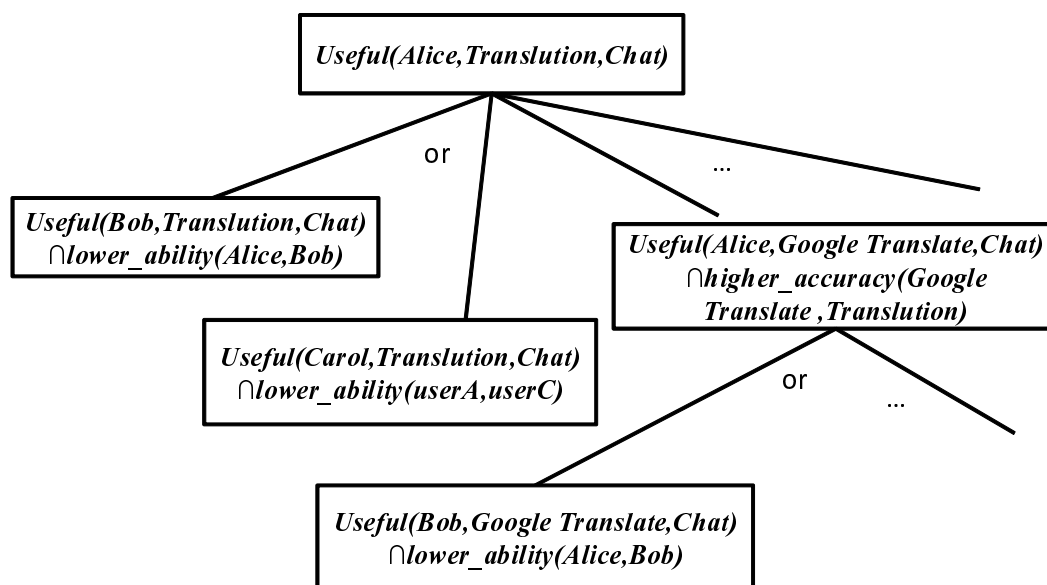 Useful(Alice,Translution,Chat)
or
...
Useful(Bob,Translution,Chat)
∩lower_ability(Alice,Bob)
Useful(Alice,Google Translate,Chat)
∩higher_accuracy(Google
Translate ,Translution)
Useful(Carol,Translution,Chat)
∩lower_ability(userA,userC)
or
...
Useful(Bob,Google Translate,Chat)
∩lower_ability(Alice,Bob)